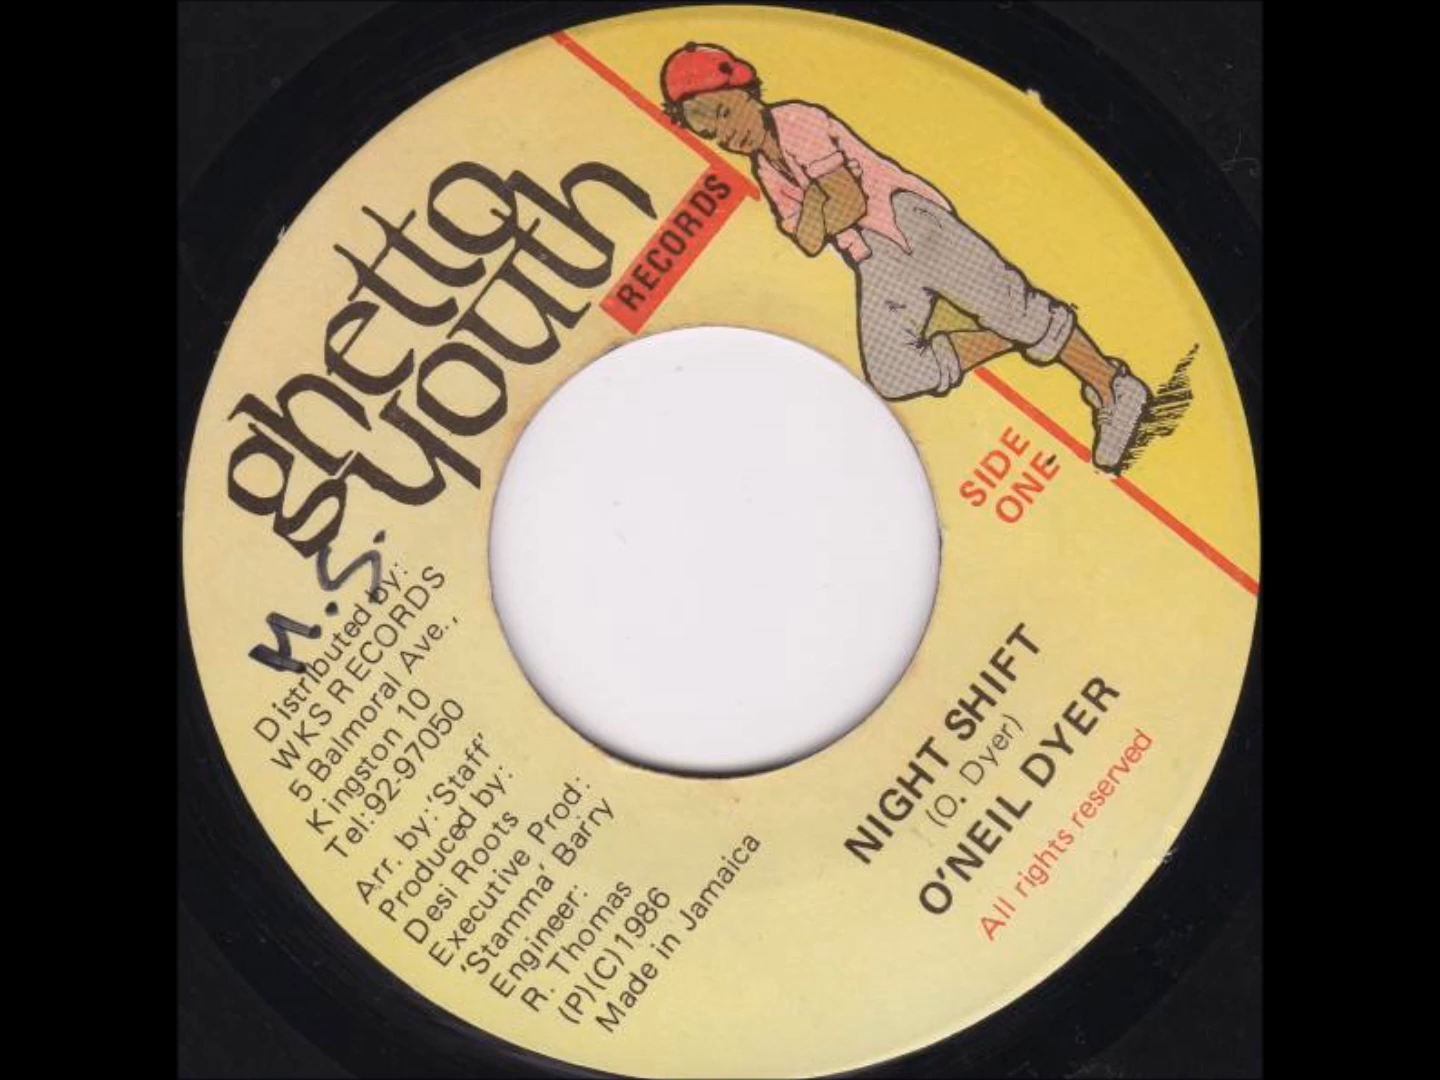 ghetto
youth
RECORDS
SIDE
ONE
M.S.
Distributed by:
WKS RECORDS
5 Balmoral Ave.,
Kingston 10
Tel:92-97050
Arr. by:'Staff'
Produced by:
Desi Roots
Executive Prod:
'Stamma' Barry
Engineer:
R. Thomas
(P)(C)1986
Made in Jamaica
NIGHT SHIFT
(O. Dyer)
O'NEIL DYER
All rights reserved